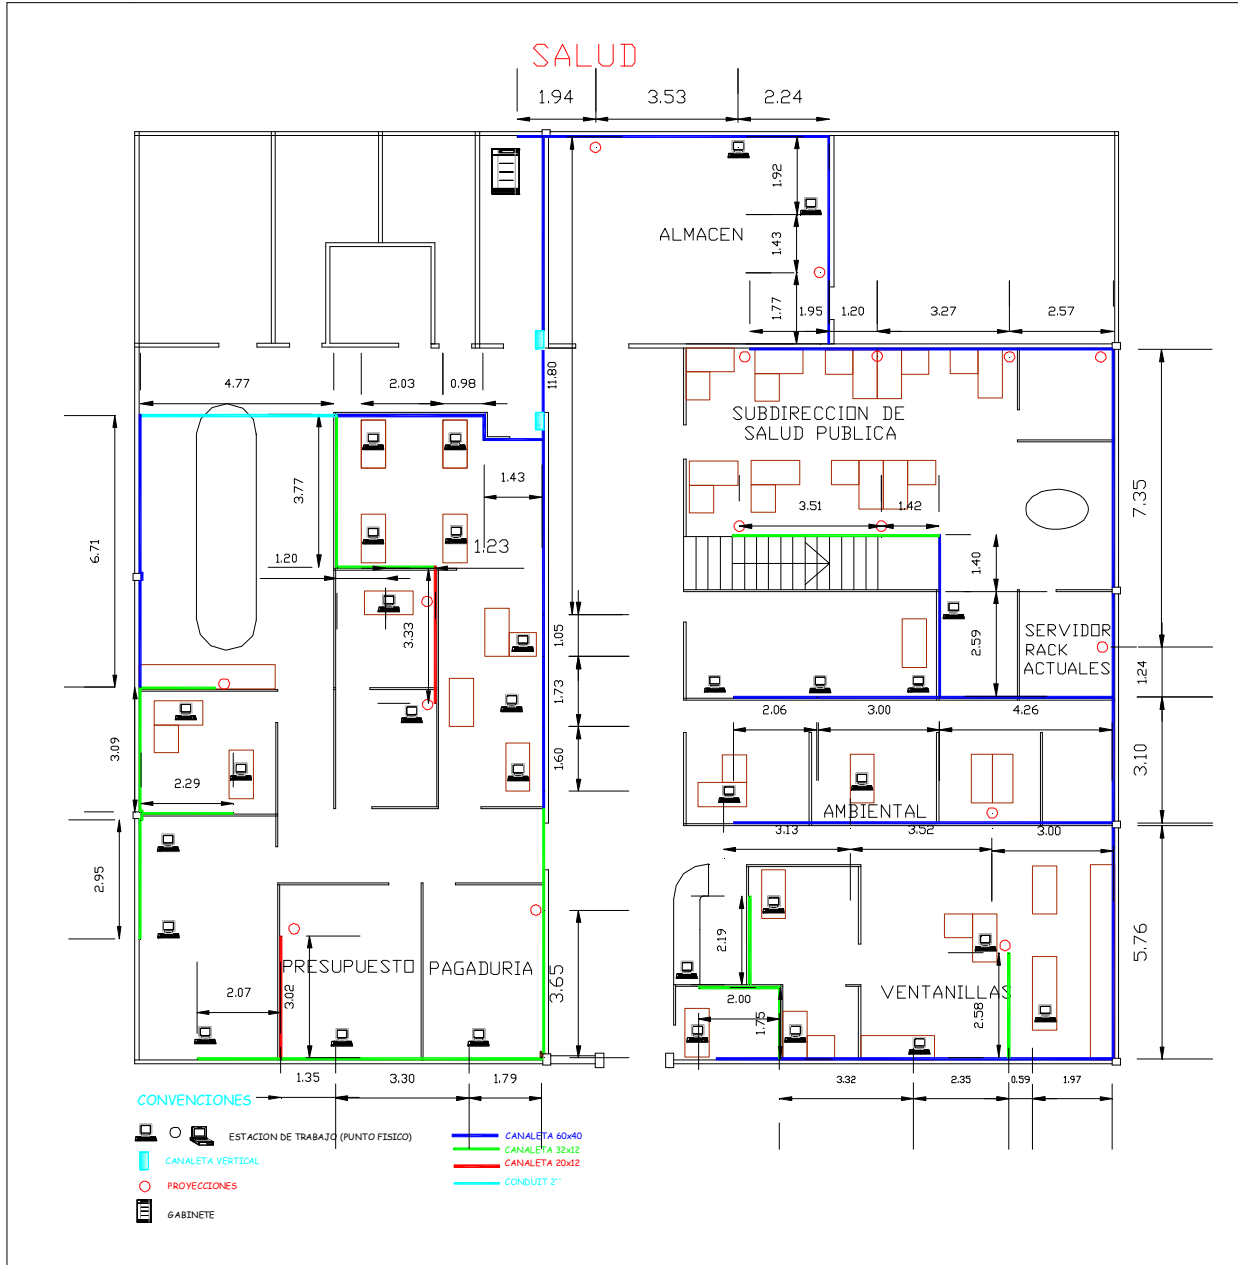 SALUD
1.94
3.53
2.24
1.92
ALMACEN
1.43
1.77
1.95
1.20
3.27
2.57
11.80
4.77
2.03
0.98
SUBDIRECCION DE
SALUD PUBLICA
3.77
1.43
6.71
1.20
1.23
3.51
1.42
7.35
1.40
3.33
1.05
2.59
SERVIDOR
RACK
ACTUALES
1.24
1.73
3.09
2.29
1.60
2.06
3.00
4.26
3.10
AMBIENTAL
3.13
3.52
3.00
2.95
2.19
5.76
PRESUPUESTO
PAGADURIA
3.65
2.07
3.02
2.00
1.75
VENTANILLAS
2.58
1.35
3.30
1.79
3.32
2.35
0.59
1.97
CONVENCIONES
ESTACION DE TRABAJO (PUNTO FISICO)
CANALETA VERTICAL
PROYECCIONES
GABINETE
CANALETA 60x40
CANALETA 32x12
CANALETA 20x12
CONDUIT 2''